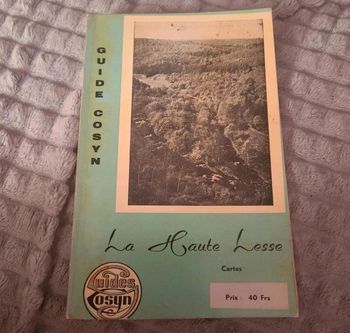 GUIDE COSYN
La Haute Lesse
Cartes
Prix : 40 Frs
Guides
Cosyn